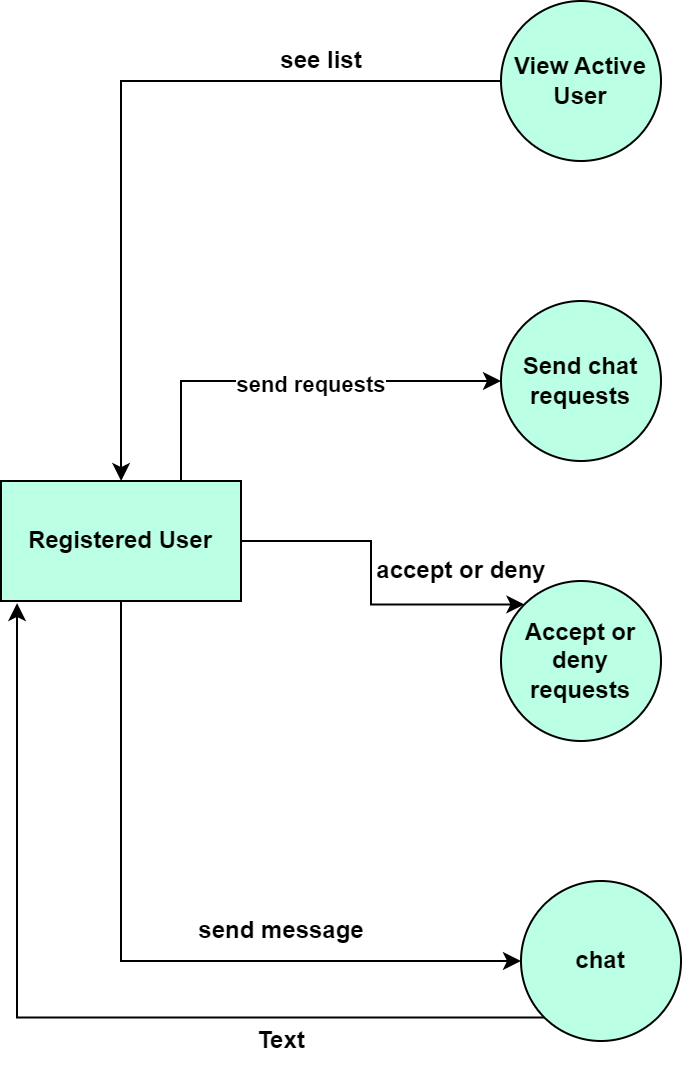 see list
View Active
User
send requests
Send chat
requests
Registered User
accept or deny
Accept or
deny
requests
send message
chat
Text